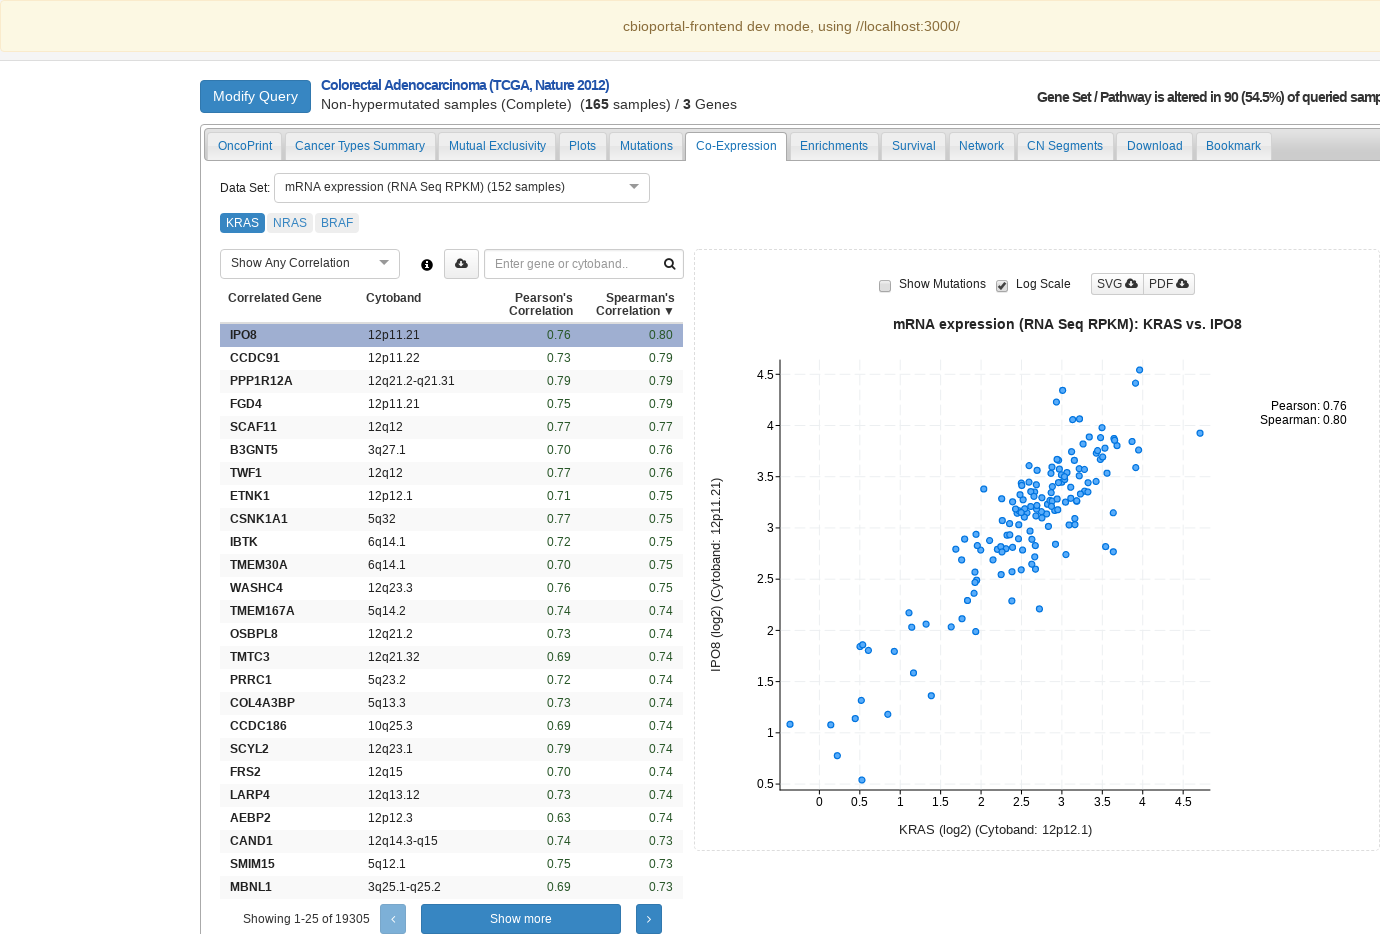 cbioportal-frontend dev mode, using //localhost:3000/
Modify Query
Colorectal Adenocarcinoma (TCGA, Nature 2012)
Non-hypermutated samples (Complete) (165 samples) / 3 Genes
Gene Set / Pathway is altered in 90 (54.5%) of queried samp
OncoPrint Cancer Types Summary Mutual Exclusivity Plots Mutations Co-Expression Enrichments Survival Network CN Segments Download Bookmark
Data Set: mRNA expression (RNA Seq RPKM) (152 samples)
KRAS NRAS BRAF
Show Any Correlation Enter gene or cytoband..
Correlated Gene Cytoband Pearson's Correlation Spearman's Correlation ▼
IPO8 12p11.21 0.76 0.80
CCDC91 12p11.22 0.73 0.79
PPP1R12A 12q21.2-q21.31 0.79 0.79
FGD4 12p11.21 0.75 0.79
SCAF11 12q12 0.77 0.77
B3GNT5 3q27.1 0.70 0.76
TWF1 12q12 0.77 0.76
ETNK1 12p12.1 0.71 0.75
CSNK1A1 5q32 0.77 0.75
IBTK 6q14.1 0.72 0.75
TMEM30A 6q14.1 0.70 0.75
WASHC4 12q23.3 0.76 0.75
TMEM167A 5q14.2 0.74 0.74
OSBPL8 12q21.2 0.73 0.74
TMTC3 12q21.32 0.69 0.74
PRRC1 5q23.2 0.72 0.74
COL4A3BP 5q13.3 0.73 0.74
CCDC186 10q25.3 0.69 0.74
SCYL2 12q23.1 0.79 0.74
FRS2 12q15 0.70 0.74
LARP4 12q13.12 0.73 0.74
AEBP2 12p12.3 0.63 0.74
CAND1 12q14.3-q15 0.74 0.73
SMIM15 5q12.1 0.75 0.73
MBNL1 3q25.1-q25.2 0.69 0.73
Showing 1-25 of 19305 ‹ Show more ›
Show Mutations Log Scale SVG PDF
mRNA expression (RNA Seq RPKM): KRAS vs. IPO8
Pearson: 0.76
Spearman: 0.80
IPO8 (log2) (Cytoband: 12p11.21)
4.5
4
3.5
3
2.5
2
1.5
1
0.5
0 0.5 1 1.5 2 2.5 3 3.5 4 4.5
KRAS (log2) (Cytoband: 12p12.1)